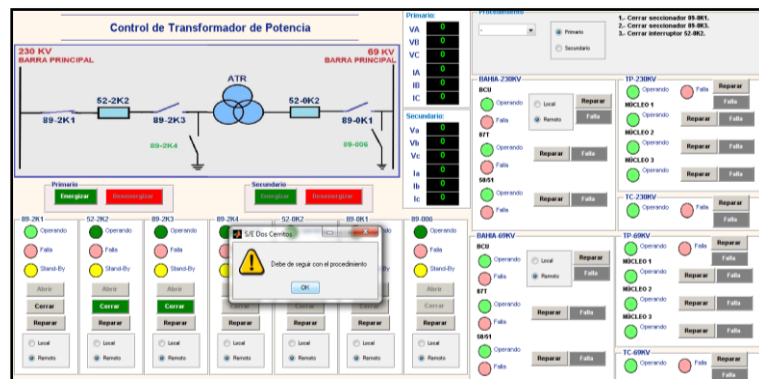 Control de Transformador de Potencia
230 KV
BARRA PRINCIPAL
69 KV
BARRA PRINCIPAL
ATR
52-2K2
52-0K2
89-2K1
89-2K3
89-0K1
89-2K4
89-006
Primario
Energizar
Desenergizar
Secundario
Energizar
Desenergizar
Primario:
VA 0
VB 0
VC 0
IA 0
IB 0
IC 0
Secundario:
Va 0
Vb 0
Vc 0
Ia 0
Ib 0
Ic 0
Procedimiento
Primario
Secundario
1.- Cerrar seccionador 89-0K1.
2.- Cerrar seccionador 89-0K3.
3.- Cerrar interruptor 52-0K2.
BAHIA-230KV
BCU
Operando
Falla
Local
Remoto
Reparar
Falla
87T
Operando
Falla
Reparar
Falla
50/51
Operando
Falla
Reparar
Falla
TP-230KV
Operando
Falla
Reparar
Falla
NÚCLEO 1
Operando
Reparar
Falla
NÚCLEO 2
Operando
Reparar
Falla
NÚCLEO 3
Operando
Reparar
Falla
TC-230KV
Operando
Falla
Reparar
Falla
BAHIA-69KV
BCU
Operando
Falla
Local
Remoto
Reparar
Falla
87T
Operando
Falla
Reparar
Falla
50/51
Operando
Falla
Reparar
Falla
TP-69KV
Operando
Falla
Reparar
Falla
NÚCLEO 1
Operando
Reparar
Falla
NÚCLEO 2
Operando
Reparar
Falla
NÚCLEO 3
Operando
Reparar
Falla
TC-69KV
Operando
Falla
Reparar
Falla
89-2K1
Operando
Falla
Stand-By
Abrir
Cerrar
Reparar
Local
Remoto
52-2K2
Operando
Falla
Stand-By
Abrir
Cerrar
Reparar
Local
Remoto
89-2K3
Operando
Falla
Stand-By
Abrir
Cerrar
Reparar
Local
Remoto
89-2K4
Reparar
Local
Remoto
52-0K2
Reparar
Local
Remoto
89-0K1
Reparar
Local
Remoto
89-006
Operando
Falla
Stand-By
Abrir
Cerrar
Reparar
Local
Remoto
S/E Dos Cerritos
Debe de seguir con el procedimiento
OK